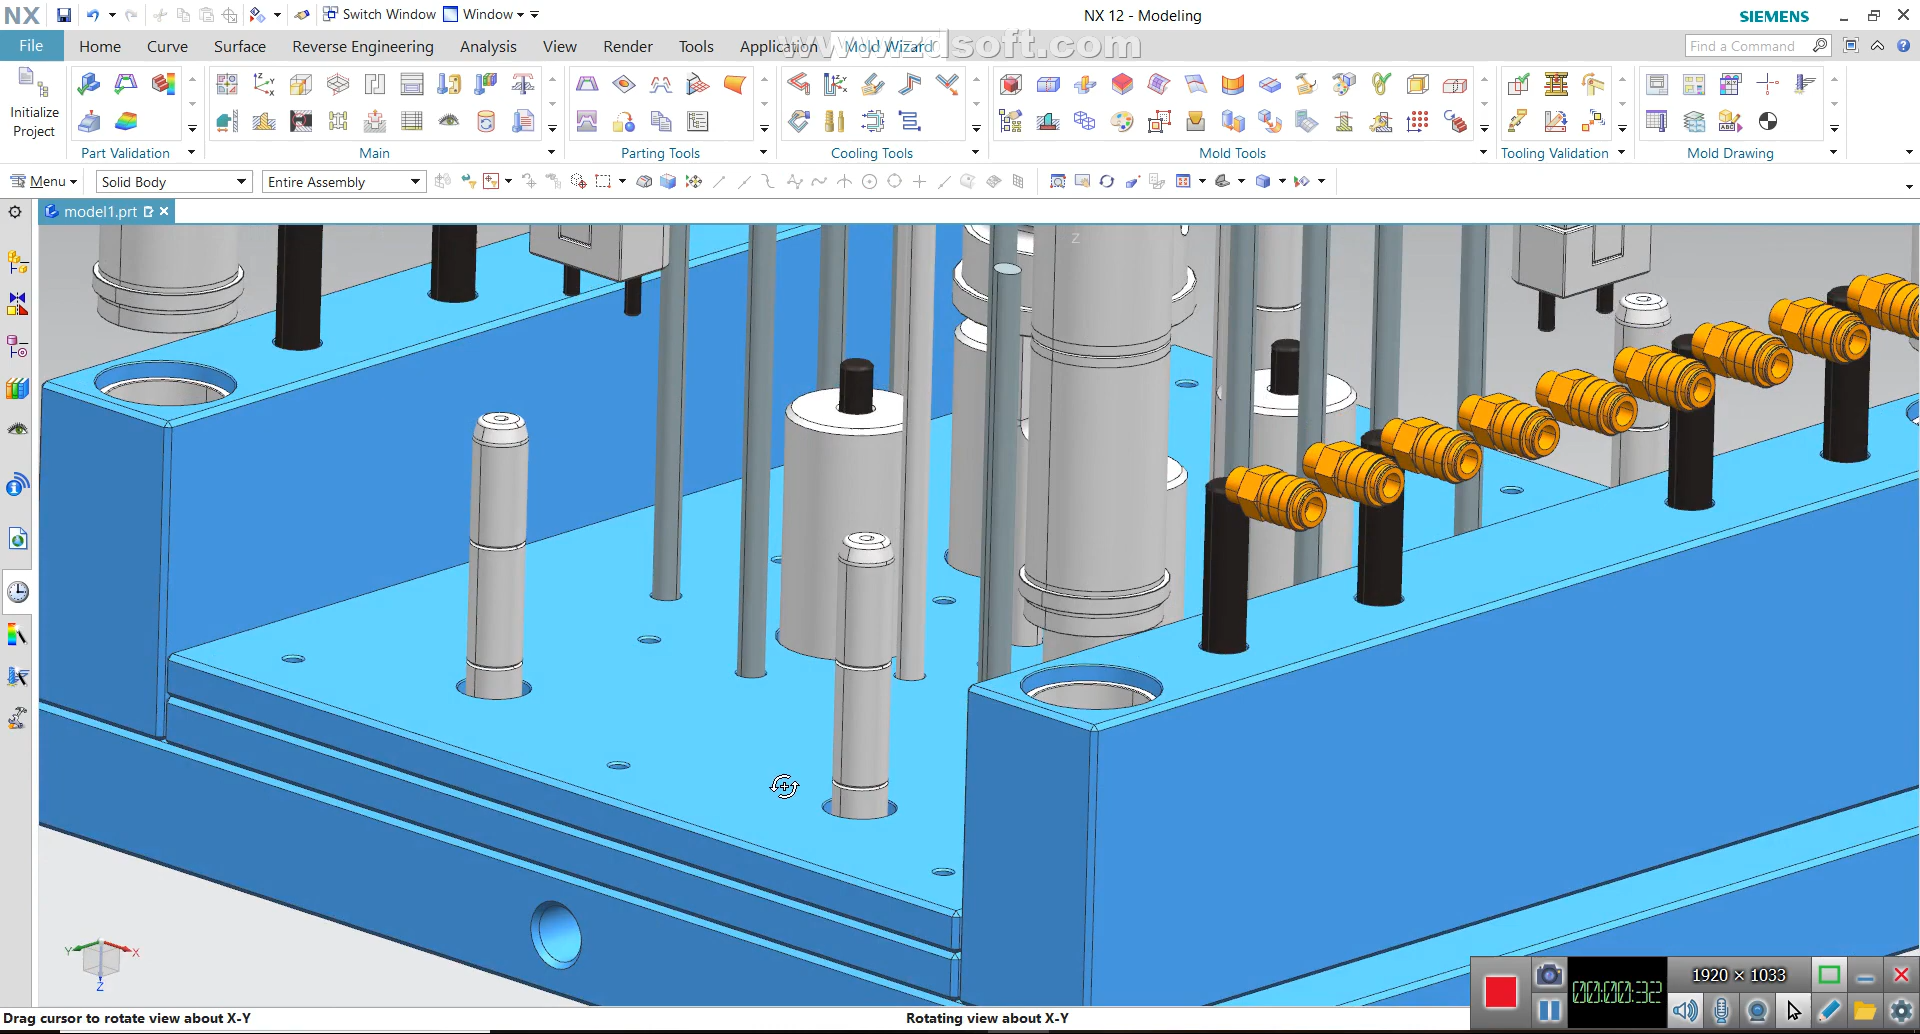 NX
Switch Window
Window
NX 12 - Modeling
SIEMENS
File
Home
Curve
Surface
Reverse Engineering
Analysis
View
Render
Tools
Application
Mold Wizard
www.zdsoft.com
Find a Command
Initialize
Project
Part Validation
Main
Parting Tools
Cooling Tools
Mold Tools
Tooling Validation
Mold Drawing
Menu
Solid Body
Entire Assembly
model1.prt
Z
Y
X
Z
1920 × 1033
00:00:00:332
Drag cursor to rotate view about X-Y
Rotating view about X-Y